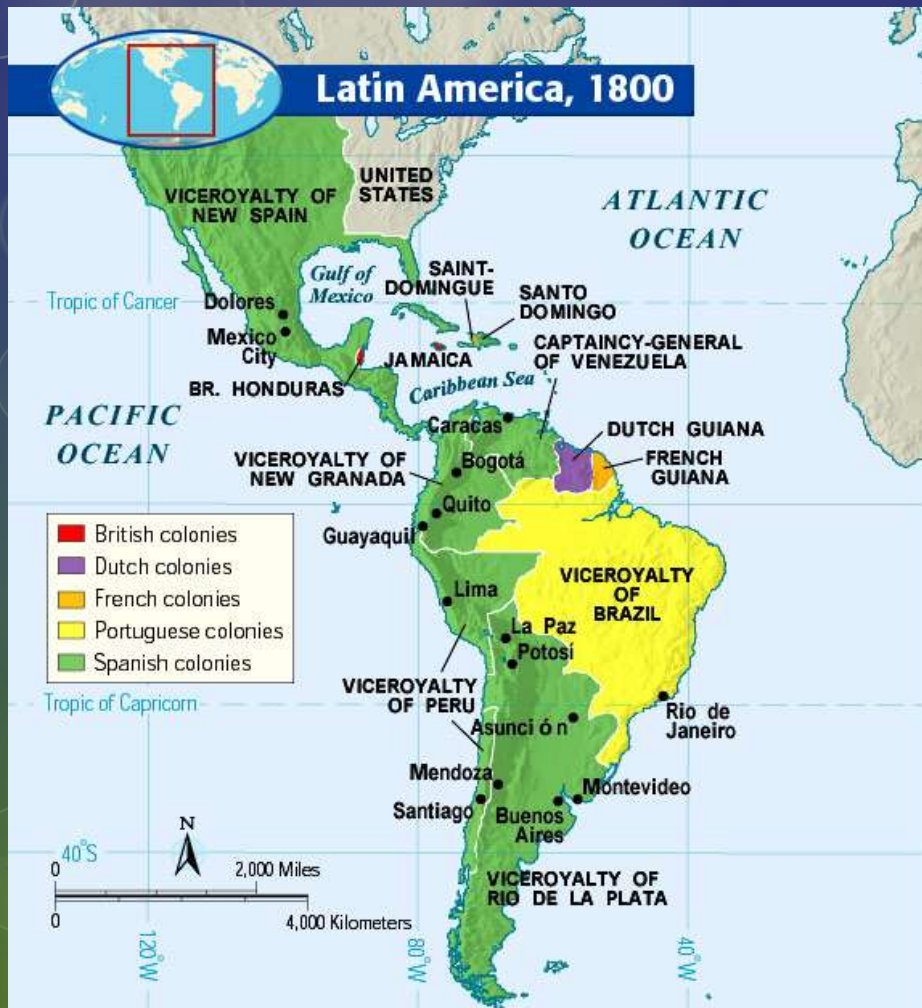 Latin America, 1800
UNITED
STATES
VICEROYALTY OF
NEW SPAIN
ATLANTIC
OCEAN
Gulf of
Mexico
SAINT-
DOMINGUE
SANTO
DOMINGO
Tropic of Cancer
Dolores
Mexico
City
CAPTAINCY-GENERAL
OF VENEZUELA
JAMAICA
BR. HONDURAS
Caribbean Sea
PACIFIC
OCEAN
Caracas
DUTCH GUIANA
FRENCH
GUIANA
VICEROYALTY OF
NEW GRANADA
Bogotá
Quito
Guayaquil
British colonies
Dutch colonies
French colonies
Portuguese colonies
Spanish colonies
VICEROYALTY
OF
BRAZIL
Lima
La Paz
Potosí
VICEROYALTY
OF PERU
Tropic of Capricorn
Asunción
Rio de
Janeiro
Mendoza
Santiago
Montevideo
Buenos
Aires
N
40°S
0
2,000 Miles
0
4,000 Kilometers
VICEROYALTY OF
RIO DE LA PLATA
120°W
80°W
40°W